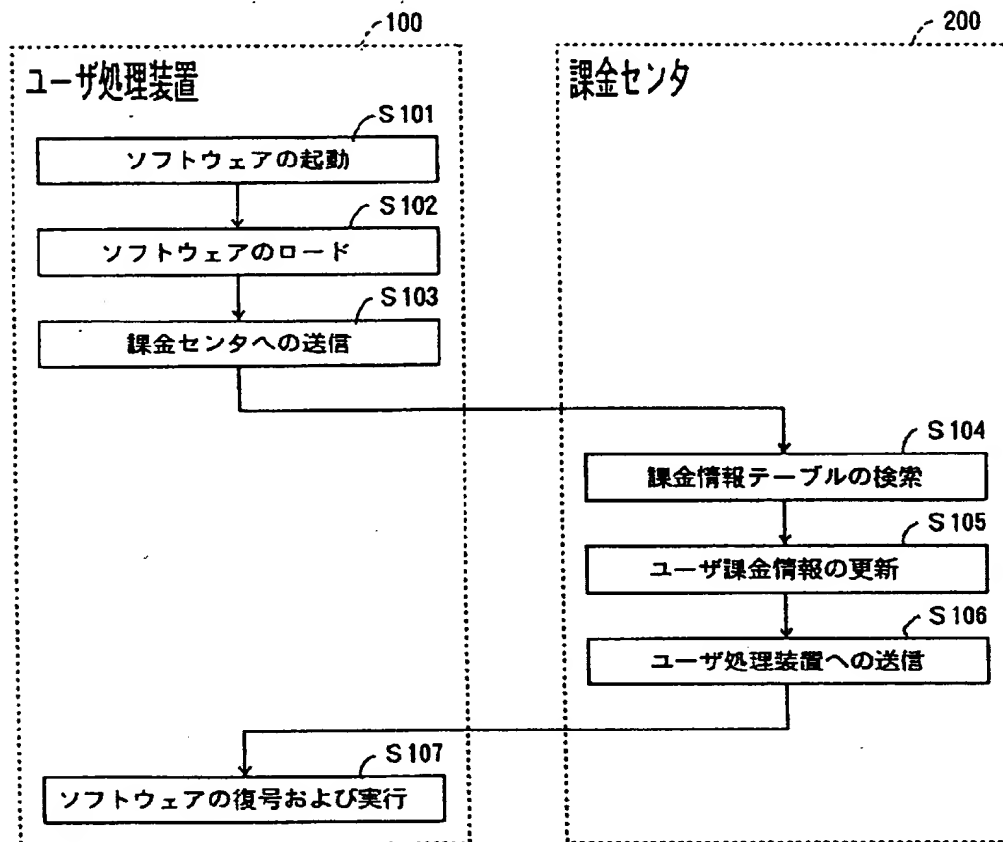 100
ユーザ処理装置
S101
ソフトウェアの起動
S102
ソフトウェアのロード
S103
課金センタへの送信
200
課金センタ
S104
課金情報テーブルの検索
S105
ユーザ課金情報の更新
S106
ユーザ処理装置への送信
S107
ソフトウェアの復号および実行